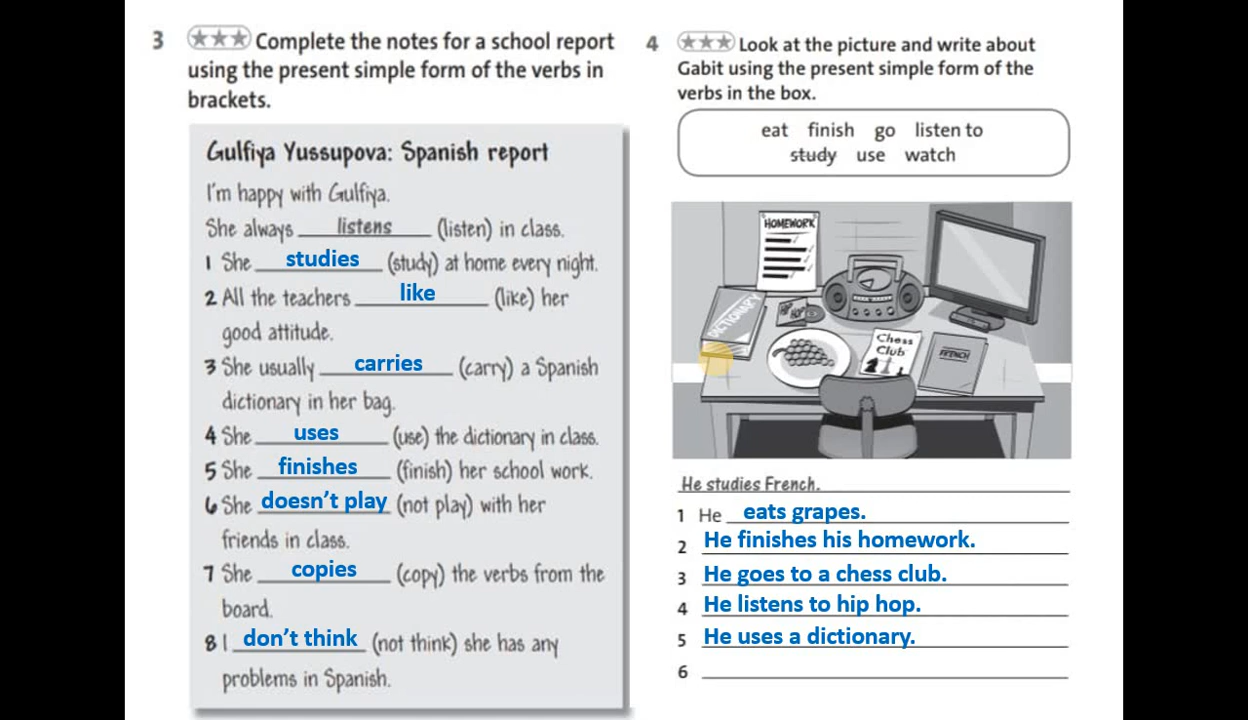 3 ★★★ Complete the notes for a school report
using the present simple form of the verbs in
brackets.
Gulfiya Yussupova: Spanish report
I'm happy with Gulfiya.
She always listens (listen) in class.
1 She studies (study) at home every night.
2 All the teachers like (like) her
good attitude.
3 She usually carries (carry) a Spanish
dictionary in her bag.
4 She uses (use) the dictionary in class.
5 She finishes (finish) her school work.
6 She doesn't play (not play) with her
friends in class.
7 She copies (copy) the verbs from the
board.
8 I don't think (not think) she has any
problems in Spanish.
4 ★★★ Look at the picture and write about
Gabit using the present simple form of the
verbs in the box.
eat finish go listen to
study use watch
HOMEWORK
DICTIONARY
HIP HOP
Chess
Club
FRENCH
He studies French.
1 He eats grapes.
2 He finishes his homework.
3 He goes to a chess club.
4 He listens to hip hop.
5 He uses a dictionary.
6